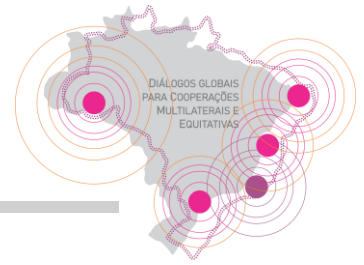 DIÁLOGOS GLOBAIS
PARA COOPERAÇÕES
MULTILATERAIS E
EQUITATIVAS